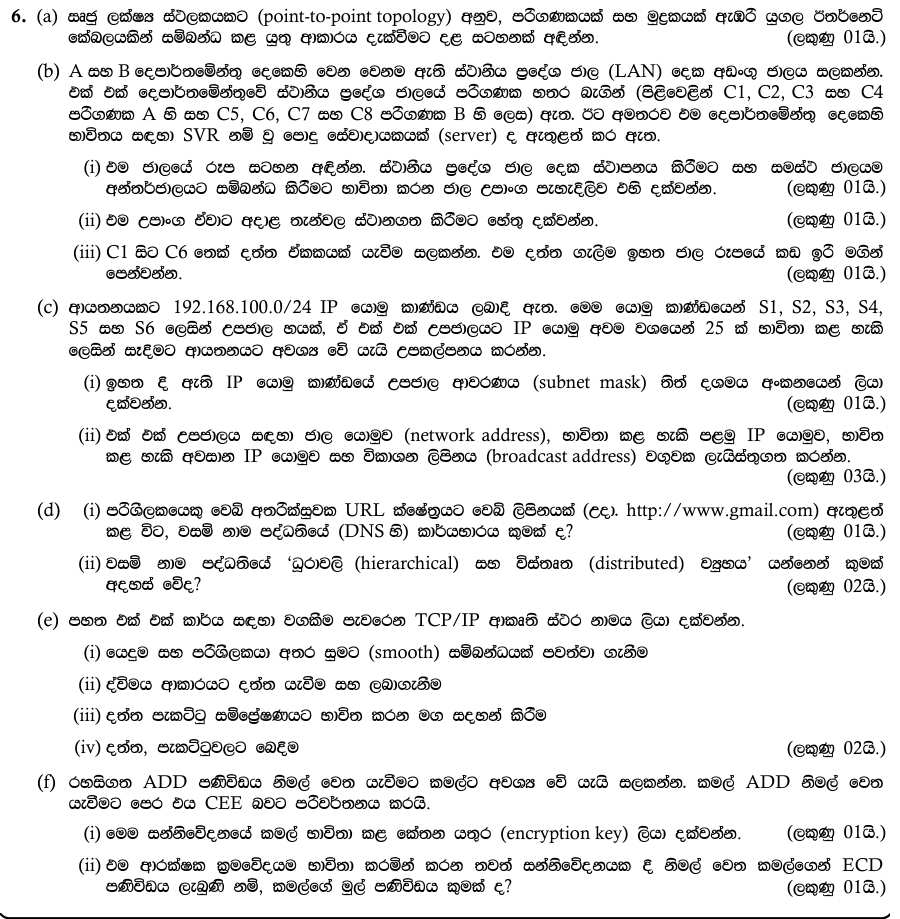 6. (a) ඍජු ලක්ෂ්‍ය ස්ථලකයකට (point-to-point topology) අනුව, පරිගණකයක් සහ මුද්‍රකයක් ඇඹරි යුගල ඊතර්නෙට්
කේබලයකින් සම්බන්ධ කළ යුතු ආකාරය දැක්වීමට දළ සටහනක් අඳින්න. (ලකුණු 01යි.)
(b) A සහ B දෙපාර්තමේන්තු දෙකෙහි වෙන වෙනම ඇති ස්ථානීය ප්‍රදේශ ජාල (LAN) දෙක අඩංගු ජාලය සලකන්න.
එක් එක් දෙපාර්තමේන්තුවේ ස්ථානීය ප්‍රදේශ ජාලයේ පරිගණක හතර බැගින් (පිළිවෙළින් C1, C2, C3 සහ C4
පරිගණක A හි සහ C5, C6, C7 සහ C8 පරිගණක B හි ලෙස) ඇත. ඊට අමතරව එම දෙපාර්තමේන්තු දෙකෙහි
භාවිතය සඳහා SVR නම් වූ පොදු සේවාදායකයක් (server) ද ඇතුළත් කර ඇත.
(i) එම ජාලයේ රූප සටහන අඳින්න. ස්ථානීය ප්‍රදේශ ජාල දෙක ස්ථාපනය කිරීමට සහ සමස්ථ ජාලයම
අන්තර්ජාලයට සම්බන්ධ කිරීමට භාවිතා කරන ජාල උපාංග පැහැදිලිව එහි දක්වන්න. (ලකුණු 01යි.)
(ii) එම උපාංග ඒවාට අදාළ තැන්වල ස්ථානගත කිරීමට හේතු දක්වන්න. (ලකුණු 01යි.)
(iii) C1 සිට C6 තෙක් දත්ත ඒකකයක් යැවීම සලකන්න. එම දත්ත ගැලීම ඉහත ජාල රූපයේ කඩ ඉරි මගින්
පෙන්වන්න. (ලකුණු 01යි.)
(c) ආයතනයකට 192.168.100.0/24 IP යොමු කාණ්ඩය ලබාදී ඇත. මෙම යොමු කාණ්ඩයෙන් S1, S2, S3, S4,
S5 සහ S6 ලෙසින් උපජාල හයක්, ඒ එක් එක් උපජාලයට IP යොමු අවම වශයෙන් 25 ක් භාවිතා කළ හැකි
ලෙසින් සෑදීමට ආයතනයට අවශ්‍ය වේ යැයි උපකල්පනය කරන්න.
(i) ඉහත දී ඇති IP යොමු කාණ්ඩයේ උපජාල ආවරණය (subnet mask) තිත් දශමය අංකනයෙන් ලියා
දක්වන්න. (ලකුණු 01යි.)
(ii) එක් එක් උපජාලය සඳහා ජාල යොමුව (network address), භාවිතා කළ හැකි පළමු IP යොමුව, භාවිත
කළ හැකි අවසාන IP යොමුව සහ විකාශන ලිපිනය (broadcast address) වගුවක ලැයිස්තුගත කරන්න.
(ලකුණු 03යි.)
(d) (i) පරිශීලකයෙකු වෙබ් අතරික්සුවක URL ක්ෂේත්‍රයට වෙබ් ලිපිනයක් (උදා. http://www.gmail.com) ඇතුළත්
කළ විට, වසම් නාම පද්ධතියේ (DNS හි) කාර්යභාරය කුමක් ද? (ලකුණු 01යි.)
(ii) වසම් නාම පද්ධතියේ ‘ධුරාවලි (hierarchical) සහ විස්තෘත (distributed) ව්‍යුහය’ යන්නෙන් කුමක්
අදහස් වේද? (ලකුණු 02යි.)
(e) පහත එක් එක් කාර්ය සඳහා වගකීම පැවරෙන TCP/IP ආකෘති ස්ථර නාමය ලියා දක්වන්න.
(i) යෙදුම සහ පරිශීලකයා අතර සුමට (smooth) සම්බන්ධයක් පවත්වා ගැනීම
(ii) ද්විමය ආකාරයට දත්ත යැවීම සහ ලබාගැනීම
(iii) දත්ත පැකට්ටු සම්ප්‍රේෂණයට භාවිත කරන මග සදහන් කිරීම
(iv) දත්ත, පැකට්ටුවලට බෙදීම (ලකුණු 02යි.)
(f) රහසිගත ADD පණිවිඩය නිමල් වෙත යැවීමට කමල්ට අවශ්‍ය වේ යැයි සලකන්න. කමල් ADD නිමල් වෙත
යැවීමට පෙර එය CEE බවට පරිවර්තනය කරයි.
(i) මෙම සන්නිවේදනයේ කමල් භාවිතා කළ කේතන යතුර (encryption key) ලියා දක්වන්න. (ලකුණු 01යි.)
(ii) එම ආරක්ෂක ක්‍රමවේදයම භාවිතා කරමින් කරන තවත් සන්නිවේදනයක දී නිමල් වෙත කමල්ගෙන් ECD
පණිවිඩය ලැබුණි නම්, කමල්ගේ මුල් පණිවිඩය කුමක් ද? (ලකුණු 01යි.)